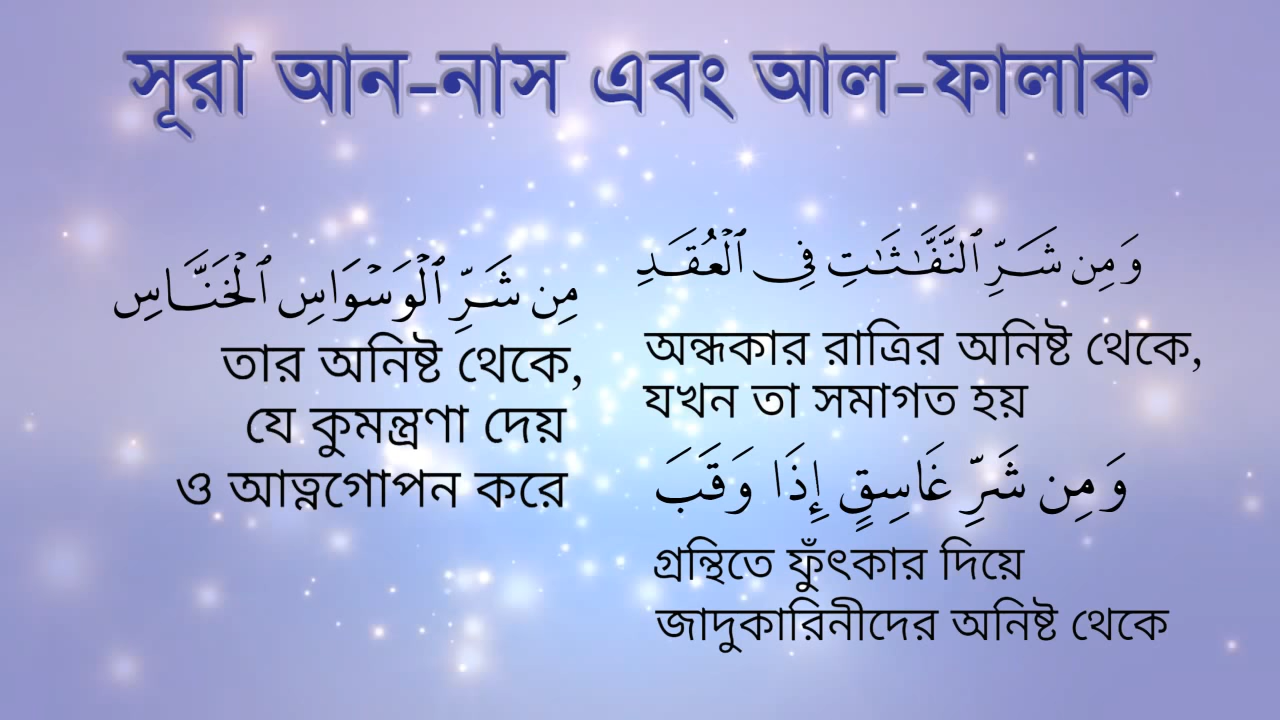 সূরা আন-নাস এবং আল-ফালাক
مِن شَرِّ ٱلْوَسْوَاسِ ٱلْخَنَّاسِ
তার অনিষ্ট থেকে,
যে কুমন্ত্রণা দেয়
ও আত্নগোপন করে
وَمِن شَرِّ ٱلنَّفَّـٰثَـٰتِ فِى ٱلْعُقَدِ
অন্ধকার রাত্রির অনিষ্ট থেকে,
যখন তা সমাগত হয়
وَمِن شَرِّ غَاسِقٍ إِذَا وَقَبَ
গ্রন্থিতে ফুঁৎকার দিয়ে
জাদুকারিনীদের অনিষ্ট থেকে